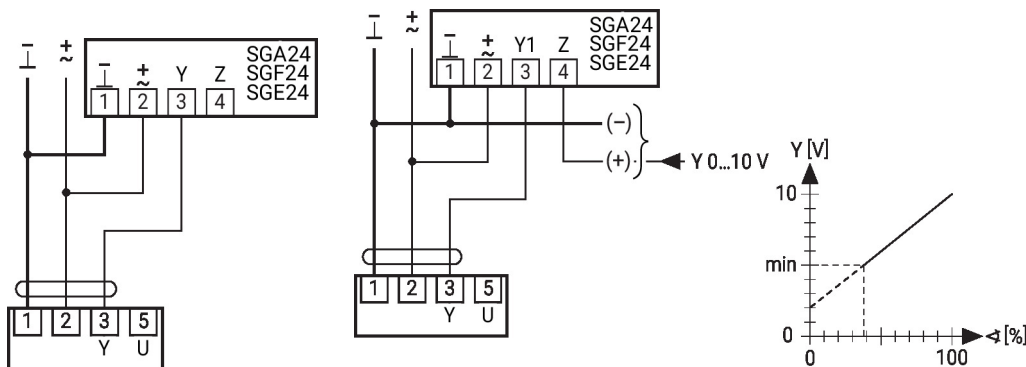 ⊥ – ~ +
SGA24
SGF24
SGE24
⊥ – ~ + Y Z
1 2 3 4
1 2 3 5
Y U
⊥ – ~ +
SGA24
SGF24
SGE24
⊥ – ~ + Y1 Z
1 2 3 4
(–)
(+) Y 0...10 V
1 2 3 5
Y U
Y [V]
10
min
0
0 100
∢ [%]